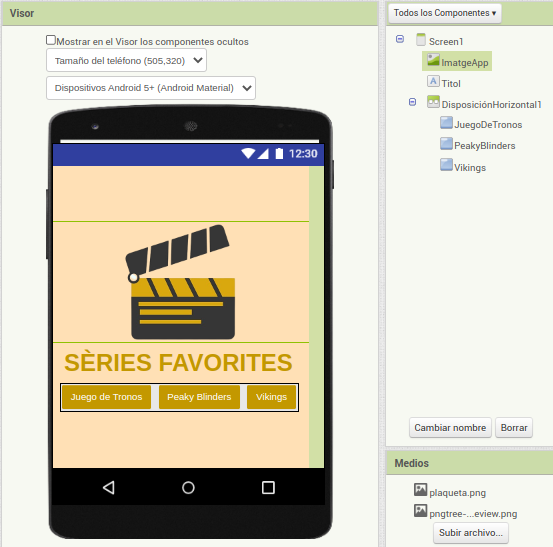 Visor
Mostrar en el Visor los componentes ocultos
Tamaño del teléfono (505,320)
Dispositivos Android 5+ (Android Material)
12:30
SÈRIES FAVORITES
Juego de Tronos
Peaky Blinders
Vikings
Todos los Componentes
Screen1
ImatgeApp
Titol
DisposiciónHorizontal1
JuegoDeTronos
PeakyBlinders
Vikings
Cambiar nombre
Borrar
Medios
plaqueta.png
pngtree-...eview.png
Subir archivo...